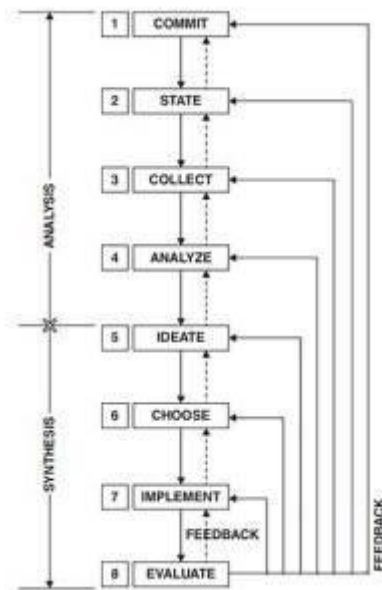 1 COMMIT
2 STATE
3 COLLECT
4 ANALYZE
ANALYSIS
5 IDEATE
6 CHOOSE
7 IMPLEMENT
FEEDBACK
8 EVALUATE
SYNTHESIS
FEEDBACK